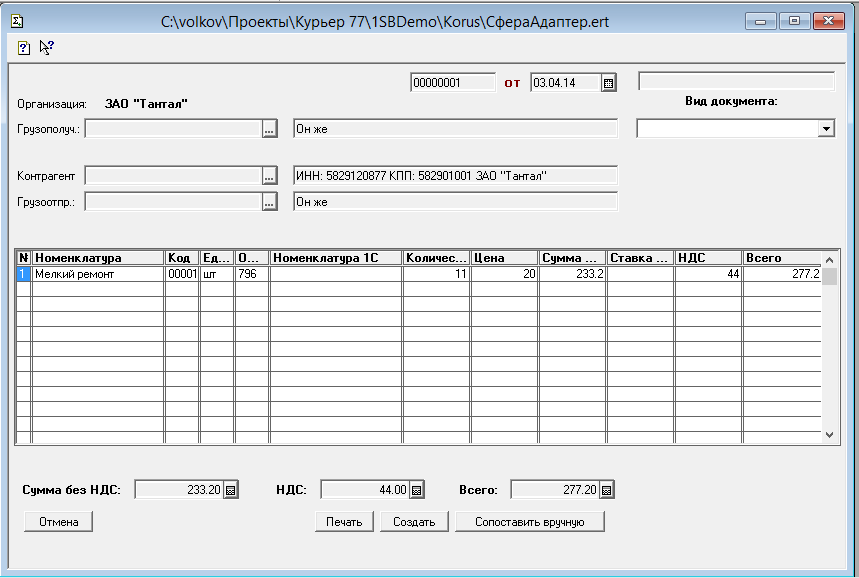 C:\volkov\Проекты\Курьер 77\1SBDemo\Korus\СфераАдаптер.ert
00000001 от 03.04.14
Вид документа:
Организация: ЗАО "Тантал"
Грузополуч.: ... Он же
Контрагент ... ИНН: 5829120877 КПП: 582901001 ЗАО "Тантал"
Грузоотпр.: ... Он же
N Номенклатура Код Ед... О... Номенклатура 1С Количес... Цена Сумма ... Ставка ... НДС Всего
1 Мелкий ремонт 00001 шт 796 11 20 233.2 44 277.2
Сумма без НДС: 233.20 НДС: 44.00 Всего: 277.20
Отмена Печать Создать Сопоставить вручную